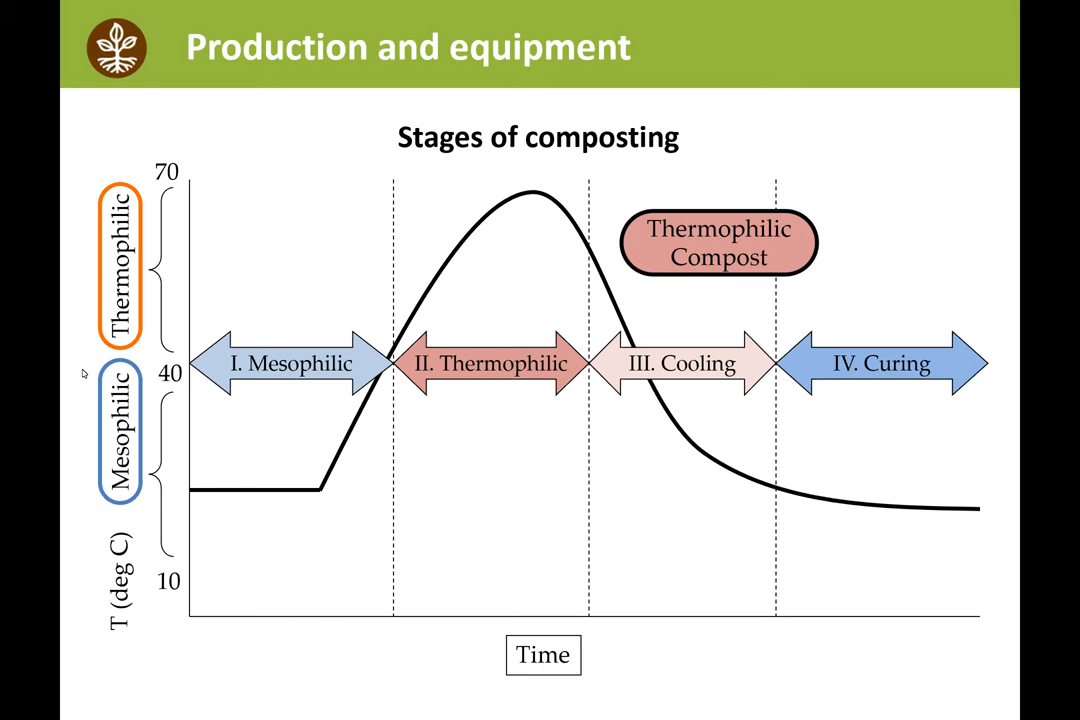 Production and equipment
Stages of composting
70
Thermophilic
Thermophilic
Compost
I. Mesophilic
II. Thermophilic
III. Cooling
IV. Curing
40
Mesophilic
10
T (deg C)
Time